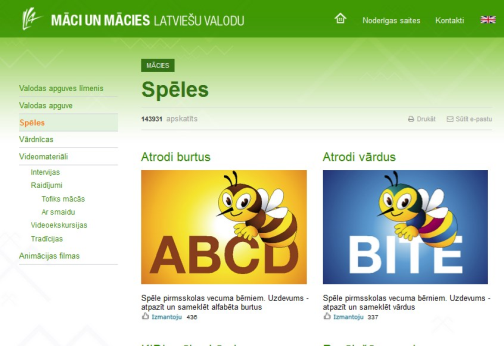 MĀCI UN MĀCIES LATVIEŠU VALODU
Noderīgas saites
Kontakti
MĀCIES
Spēles
143931 apskatīts
Drukāt
Sūtīt e-pastu
Valodas apguves līmenis
Valodas apguve
Spēles
Vārdnīcas
Videomateriāli
Intervijas
Raidījumi
Tofiks mācās
Ar smaidu
Videoekskursijas
Tradīcijas
Animācijas filmas
Atrodi burtus
ABCD
Spēle pirmsskolas vecuma bērniem. Uzdevums -
atpazīt un sameklēt alfabēta burtus
Izmantoju 436
Atrodi vārdus
BITE
Spēle pirmsskolas vecuma bērniem. Uzdevums -
atpazīt un sameklēt vārdus
Izmantoju 337